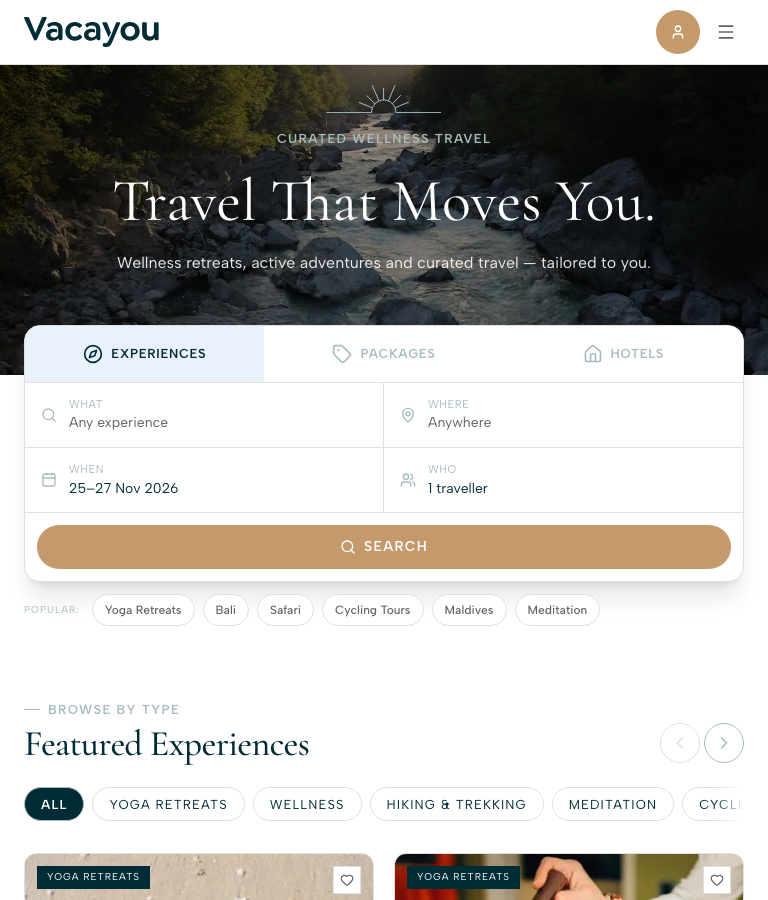 Vacayou
CURATED WELLNESS TRAVEL
Travel That Moves You.
Wellness retreats, active adventures and curated travel — tailored to you.
EXPERIENCES
PACKAGES
HOTELS
WHAT
Any experience
WHERE
Anywhere
WHEN
25–27 Nov 2026
WHO
1 traveller
SEARCH
POPULAR:
Yoga Retreats
Bali
Safari
Cycling Tours
Maldives
Meditation
BROWSE BY TYPE
Featured Experiences
ALL
YOGA RETREATS
WELLNESS
HIKING & TREKKING
MEDITATION
CYCL
YOGA RETREATS
YOGA RETREATS